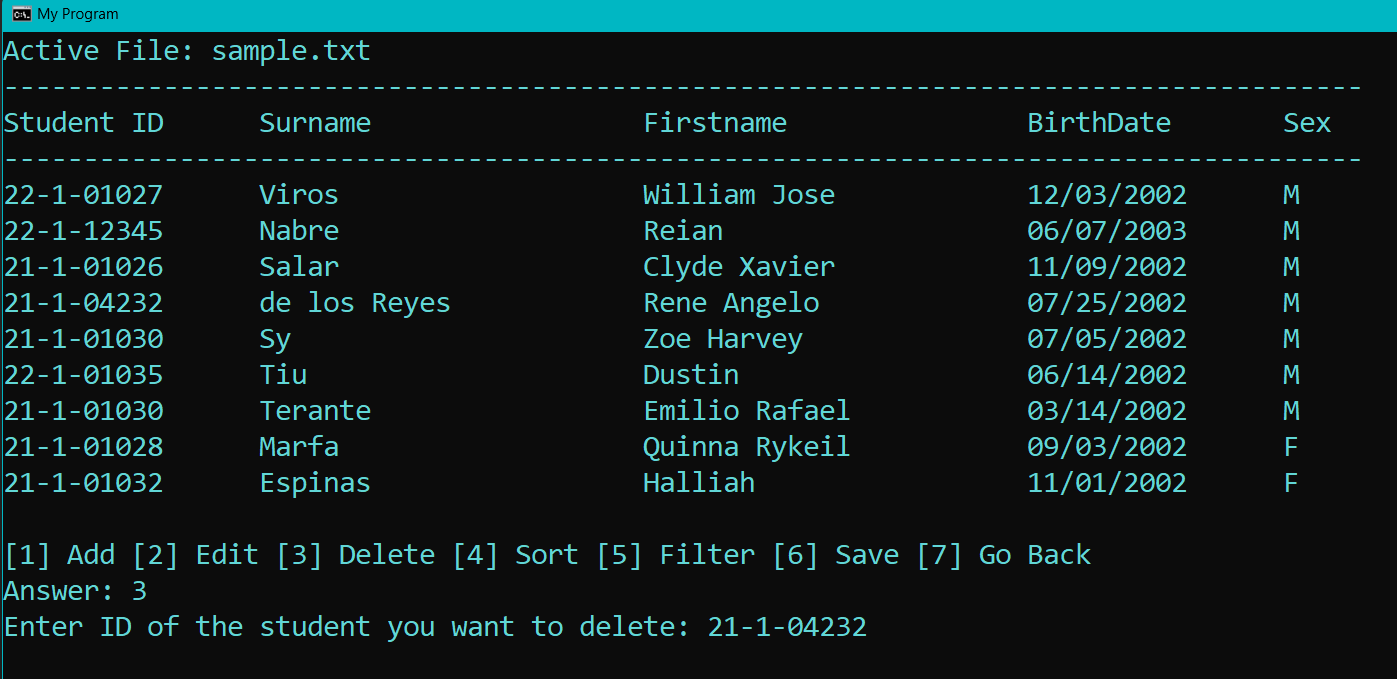 My Program
Active File: sample.txt
-------------------------------------------------------------------------------------
Student ID      Surname                 Firstname               BirthDate       Sex
-------------------------------------------------------------------------------------
22-1-01027      Viros                   William Jose            12/03/2002      M
22-1-12345      Nabre                   Reian                   06/07/2003      M
21-1-01026      Salar                   Clyde Xavier            11/09/2002      M
21-1-04232      de los Reyes            Rene Angelo             07/25/2002      M
21-1-01030      Sy                      Zoe Harvey              07/05/2002      M
22-1-01035      Tiu                     Dustin                  06/14/2002      M
21-1-01030      Terante                 Emilio Rafael           03/14/2002      M
21-1-01028      Marfa                   Quinna Rykeil           09/03/2002      F
21-1-01032      Espinas                 Halliah                 11/01/2002      F
[1] Add [2] Edit [3] Delete [4] Sort [5] Filter [6] Save [7] Go Back
Answer: 3
Enter ID of the student you want to delete: 21-1-04232